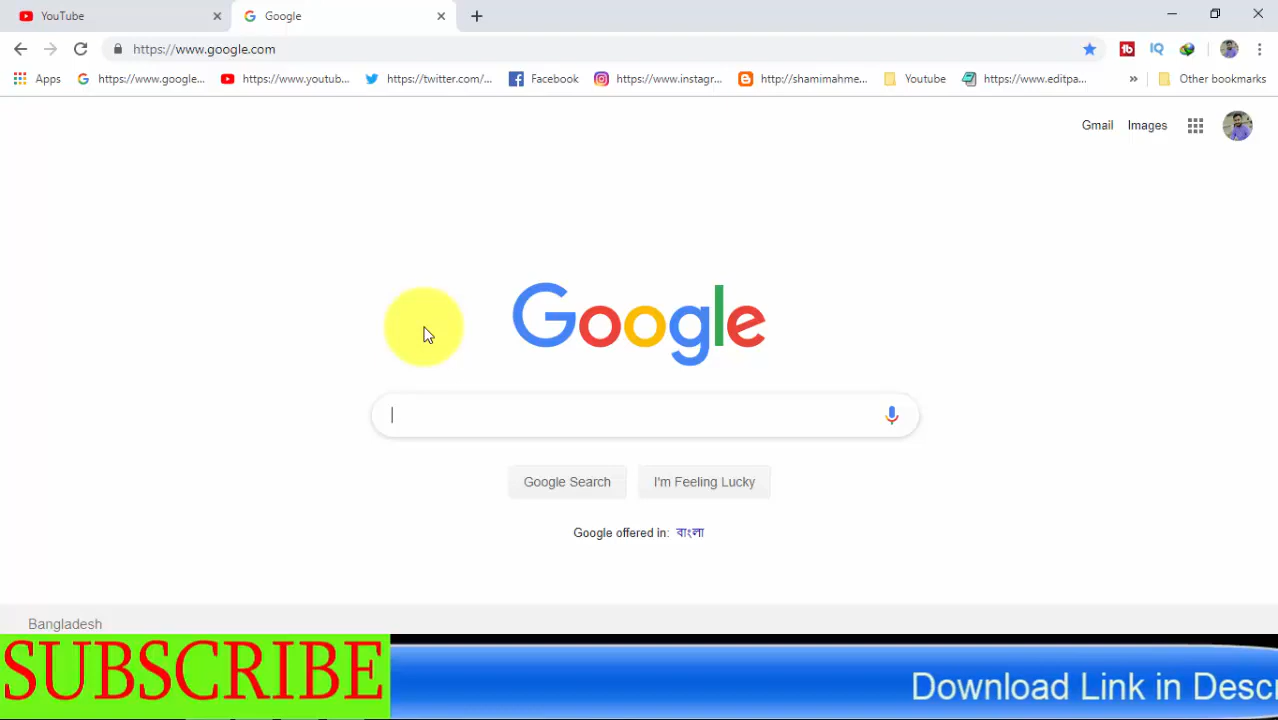 YouTube
Google
https://www.google.com
Apps
https://www.google...
https://www.youtub...
https://twitter.com/...
Facebook
https://www.instagr...
http://shamimahme...
Youtube
https://www.editpa...
»
Other bookmarks
Gmail
Images
Google
Google Search
I'm Feeling Lucky
Google offered in: বাংলা
Bangladesh
SUBSCRIBE
Download Link in Descr